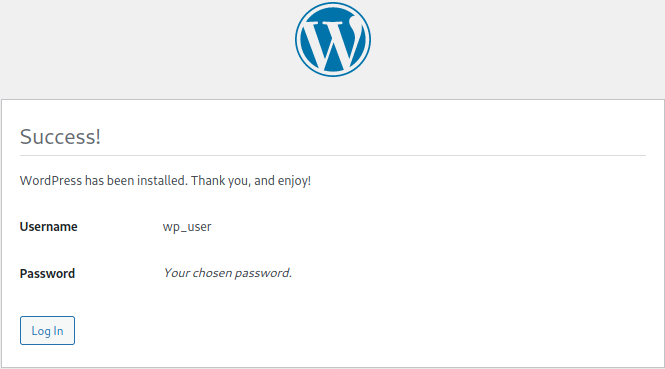 Success!
WordPress has been installed. Thank you, and enjoy!
Username wp_user
Password Your chosen password.
Log In